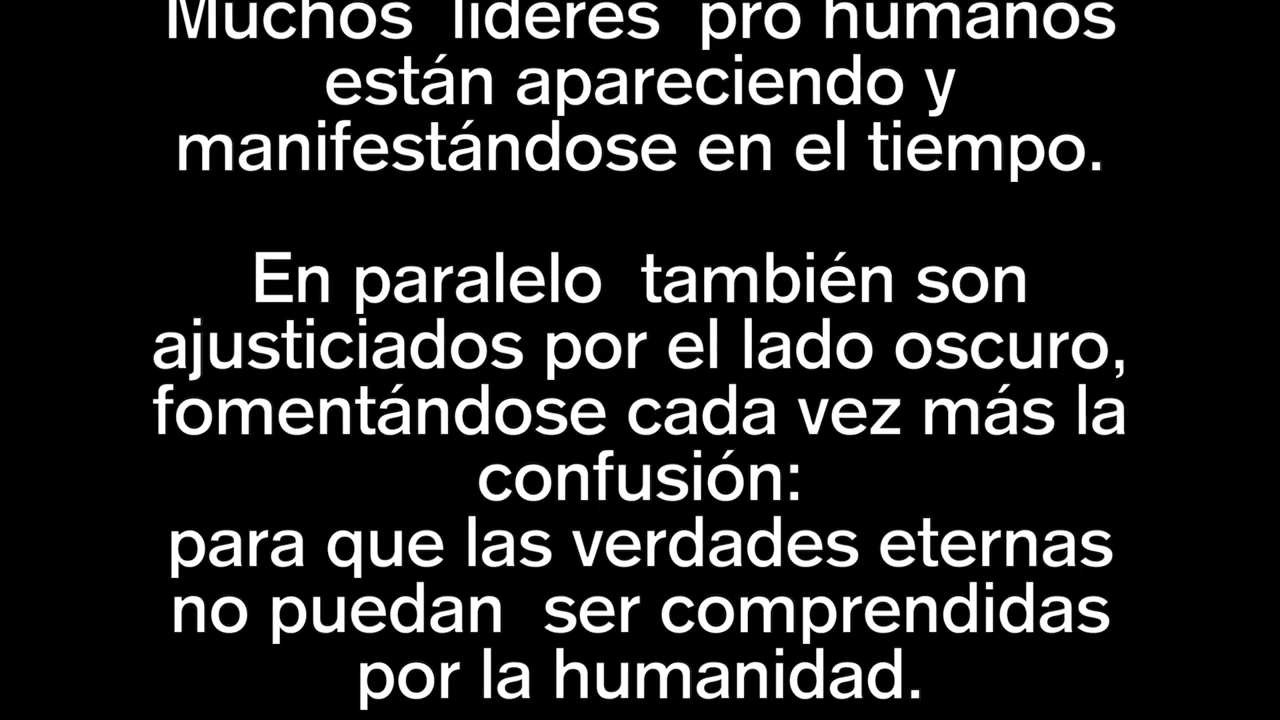 Muchos  líderes  pro humanos
están apareciendo y
manifestándose en el tiempo.
En paralelo  también son
ajusticiados por el lado oscuro,
fomentándose cada vez más la
confusión:
para que las verdades eternas
no puedan  ser comprendidas
por la humanidad.